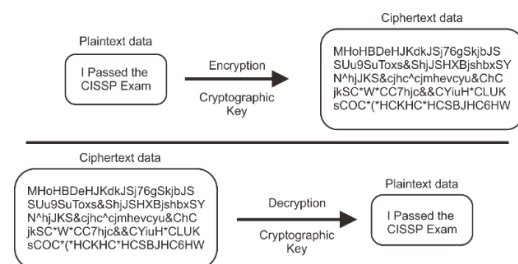 Plaintext data
I Passed the
CISSP Exam
Encryption
Cryptographic
Key
Ciphertext data
MHoHBDeHJKdkJSj76gSkjbJS
SUu9SuToxs&ShjJSHXBjshbxSY
N^hjJKS&cjhc^cjmhevcyu&ChC
jkSC*W*CC7hjc&&CYiuH*CLUK
sCOC*(*HCKHC*HCSBJHC6HW
Ciphertext data
MHoHBDeHJKdkJSj76gSkjbJS
SUu9SuToxs&ShjJSHXBjshbxSY
N^hjJKS&cjhc^cjmhevcyu&ChC
jkSC*W*CC7hjc&&CYiuH*CLUK
sCOC*(*HCKHC*HCSBJHC6HW
Decryption
Cryptographic
Key
Plaintext data
I Passed the
CISSP Exam